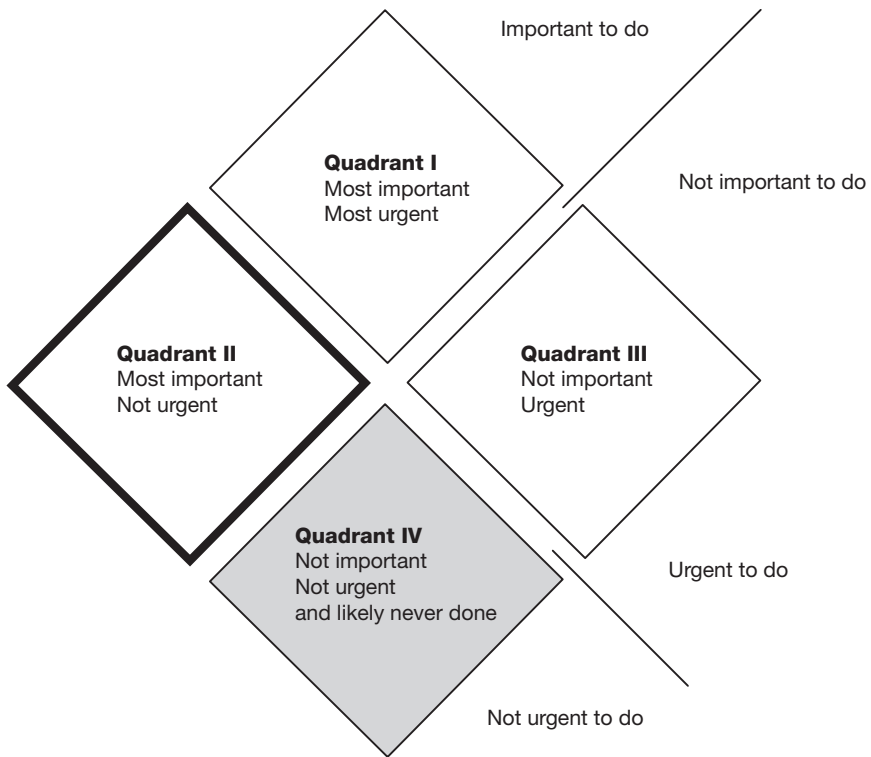 Important to do
Quadrant I
Most important
Most urgent
Not important to do
Quadrant II
Most important
Not urgent
Quadrant III
Not important
Urgent
Quadrant IV
Not important
Not urgent
and likely never done
Urgent to do
Not urgent to do